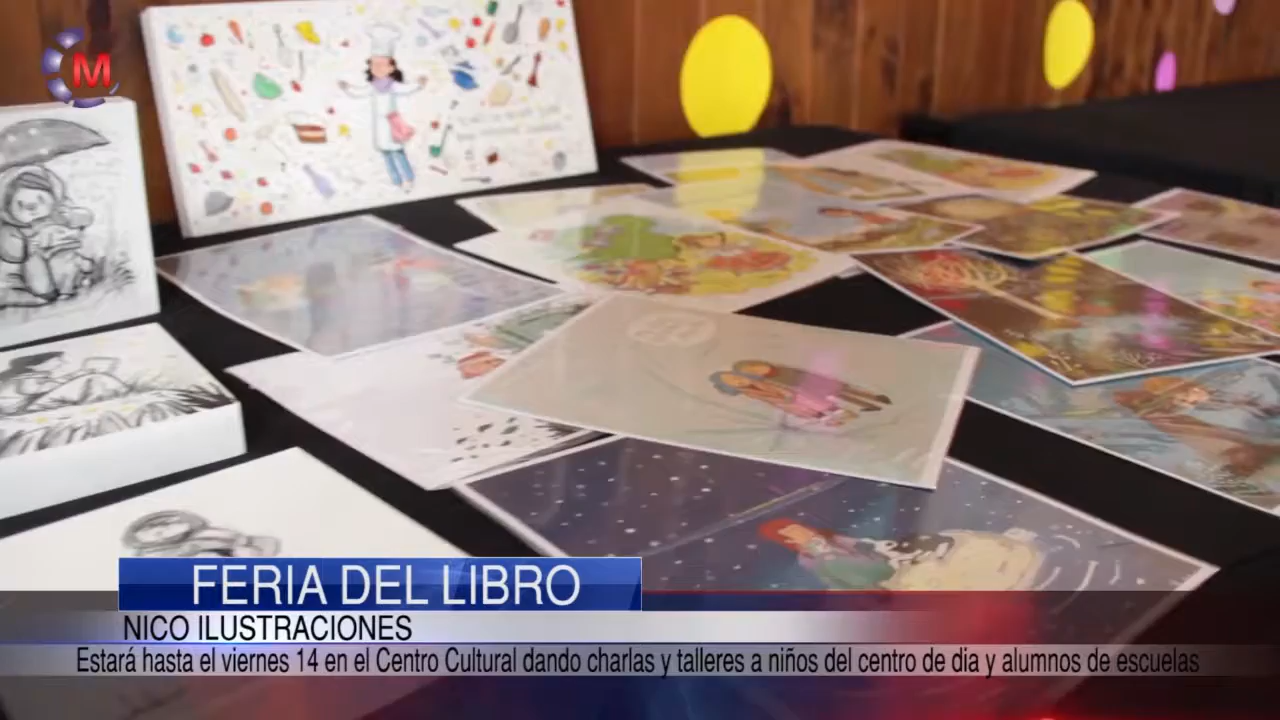 M
FERIA DEL LIBRO
NICO ILUSTRACIONES
Estará hasta el viernes 14 en el Centro Cultural dando charlas y talleres a niños del centro de dia y alumnos de escuelas